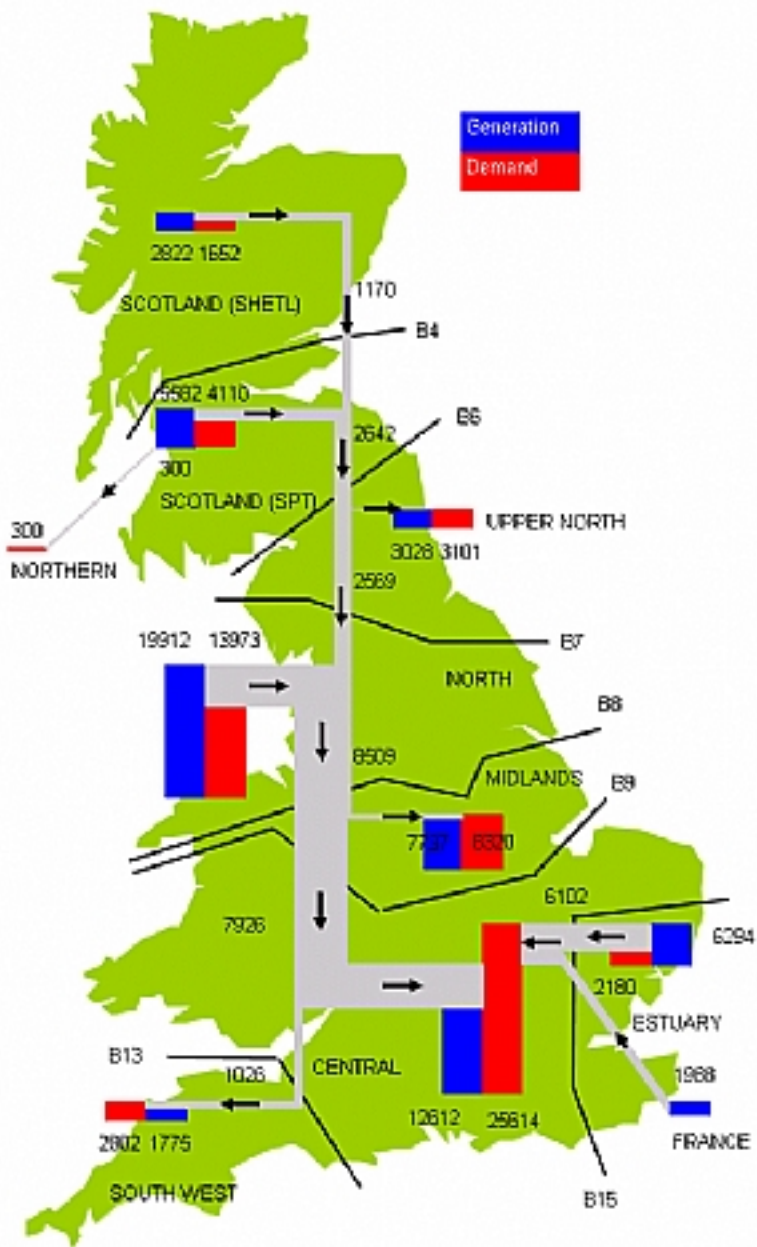 Generation
Demand
2822 1652
1170
SCOTLAND (SHETL)
B4
5582 4110
B6
2642
300
SCOTLAND (SPT)
300
UPPER NORTH
3028 3101
NORTHERN
2569
19912 13973
B7
NORTH
B8
8509
MIDLANDS
B9
8320
6102
7926
6294
2180
ESTUARY
B13
CENTRAL
1026
1988
12612 25614
2802 1775
FRANCE
SOUTH WEST
B15